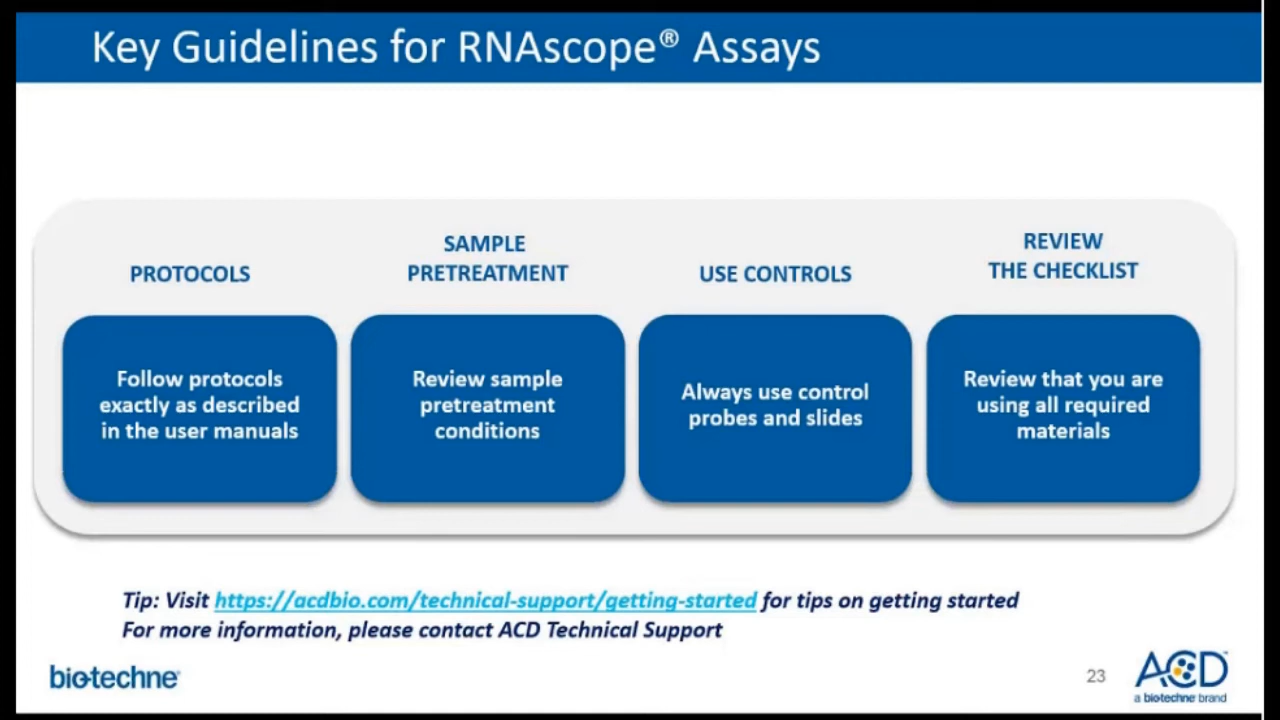 Key Guidelines for RNAscope® Assays
PROTOCOLS
Follow protocols
exactly as described
in the user manuals
SAMPLE
PRETREATMENT
Review sample
pretreatment
conditions
USE CONTROLS
Always use control
probes and slides
REVIEW
THE CHECKLIST
Review that you are
using all required
materials
Tip: Visit https://acdbio.com/technical-support/getting-started for tips on getting started
For more information, please contact ACD Technical Support
bio-techne®
23
ACD™
a biotechne brand